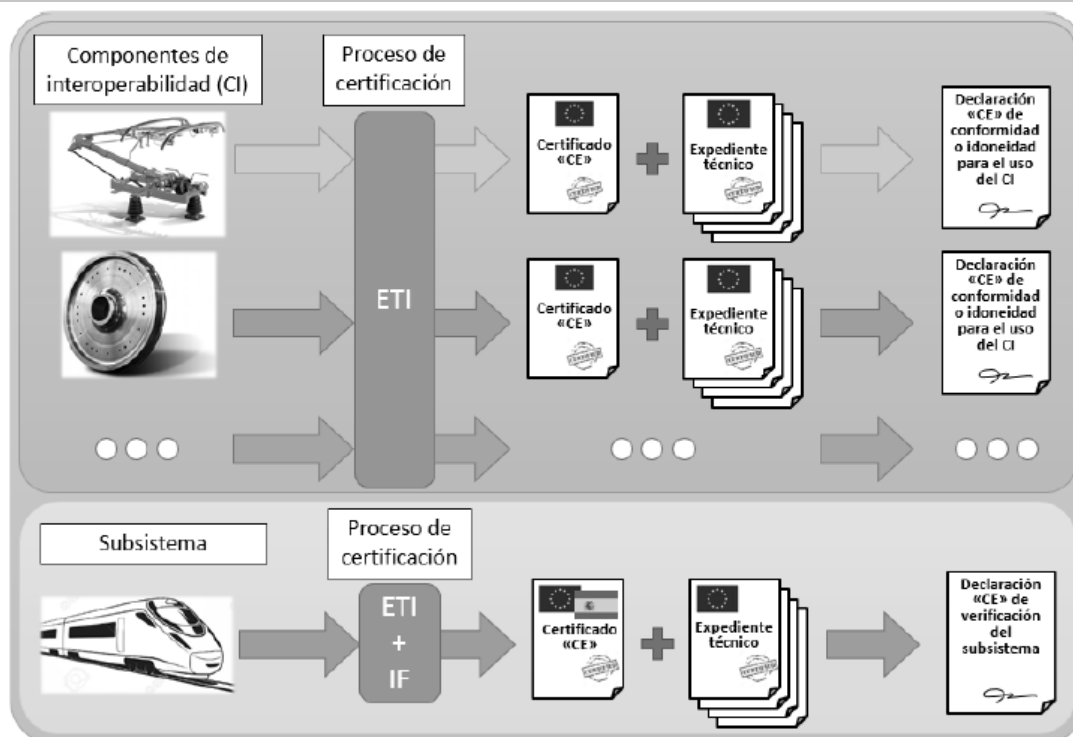 Componentes de
interoperabilidad (CI)
Proceso de
certificación
ETI
Certificado
«CE»
Expediente
técnico
Declaración
«CE» de
conformidad
o idoneidad
para el uso
del CI
Certificado
«CE»
Expediente
técnico
Declaración
«CE» de
conformidad
o idoneidad
para el uso
del CI
Subsistema
Proceso de
certificación
ETI
+
IF
Certificado
«CE»
Expediente
técnico
Declaración
«CE» de
verificación
del
subsistema